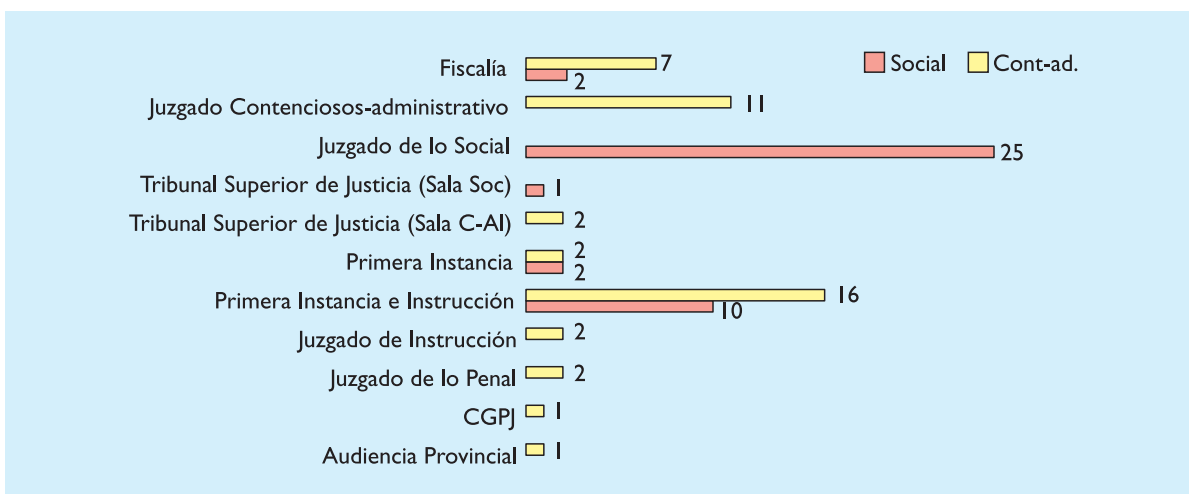 Social Cont-ad.
Fiscalía 7
2
Juzgado Contenciosos-administrativo 11
Juzgado de lo Social 25
Tribunal Superior de Justicia (Sala Soc) 1
Tribunal Superior de Justicia (Sala C-Al) 2
Primera Instancia 2
2
Primera Instancia e Instrucción 16
10
Juzgado de Instrucción 2
Juzgado de lo Penal 2
CGPJ 1
Audiencia Provincial 1